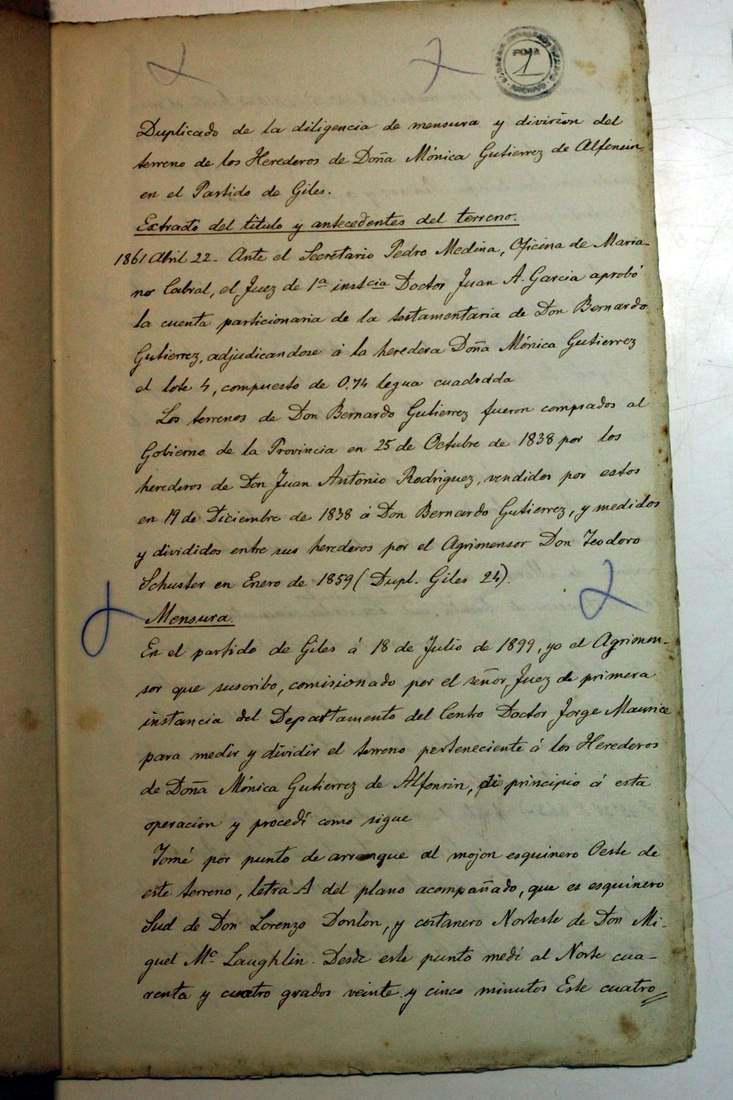 1
Duplicado de la diligencia de mensura y división del
terreno de los Herederos de Doña Mónica Gutierrez de Alfonsin
en el Partido de Giles.
Extracto del título y antecedentes del terreno.
1861 Abril 22 - Ante el Secretario Pedro Medina, Oficina de Maria-
no Cabral, el Juez de 1ª instcia Doctor Juan A. Garcia aprobó
la cuenta particionaria de la testamentaria de Don Bernardo
Gutierrez, adjudicandose á la heredera Doña Mónica Gutierrez
el lote 4, compuesto de 0,74 legua cuadrada
Los terrenos de Don Bernardo Gutierrez fueron comprados al
Gobierno de la Provincia en 25 de Octubre de 1838 por los
herederos de Don Juan Antonio Rodriguez, vendidos por estos
en 19 de Diciembre de 1838 á Don Bernardo Gutierrez, y medidos
y divididos entre sus herederos por el Agrimensor Don Teodoro
Schuster en Enero de 1859 (Dupl. Giles 24).
Mensura.
En el partido de Giles á 18 de Julio de 1899, yo el Agrimen-
sor que suscribo, comisionado por el señor Juez de primera
instancia del Departamento del Centro Doctor Jorge Maurice
para medir y dividir el terreno perteneciente á los Herederos
de Doña Mónica Gutierrez de Alfonsin, di principio á esta
operacion y procedí como sigue
Tomé por punto de arranque el mojon esquinero Oeste de
este terreno, letra A del plano acompañado, que es esquinero
Sud de Don Lorenzo Donlon, y costanero Noreste de Don Mi-
guel Mc. Laughlin. Desde este punto medí al Norte cua-
renta y cuatro grados veinte y cinco minutos Este cuatro